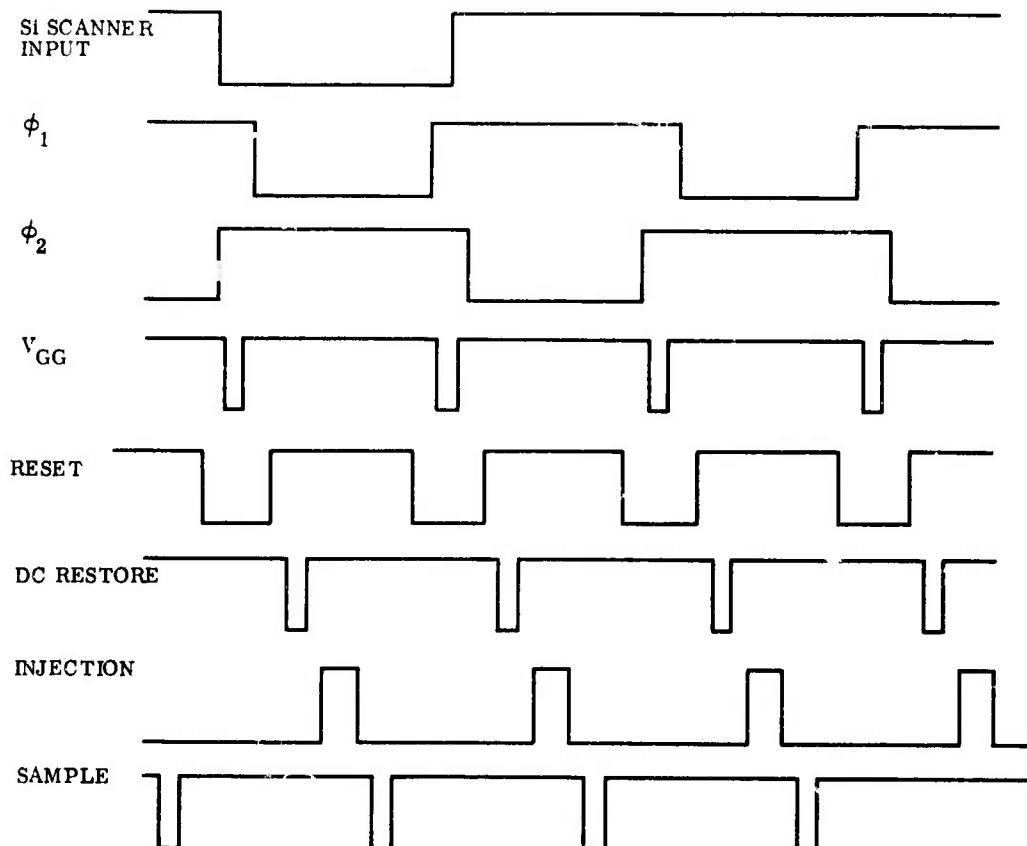 Si SCANNER
INPUT
ϕ1
ϕ2
VGG
RESET
DC RESTORE
INJECTION
SAMPLE